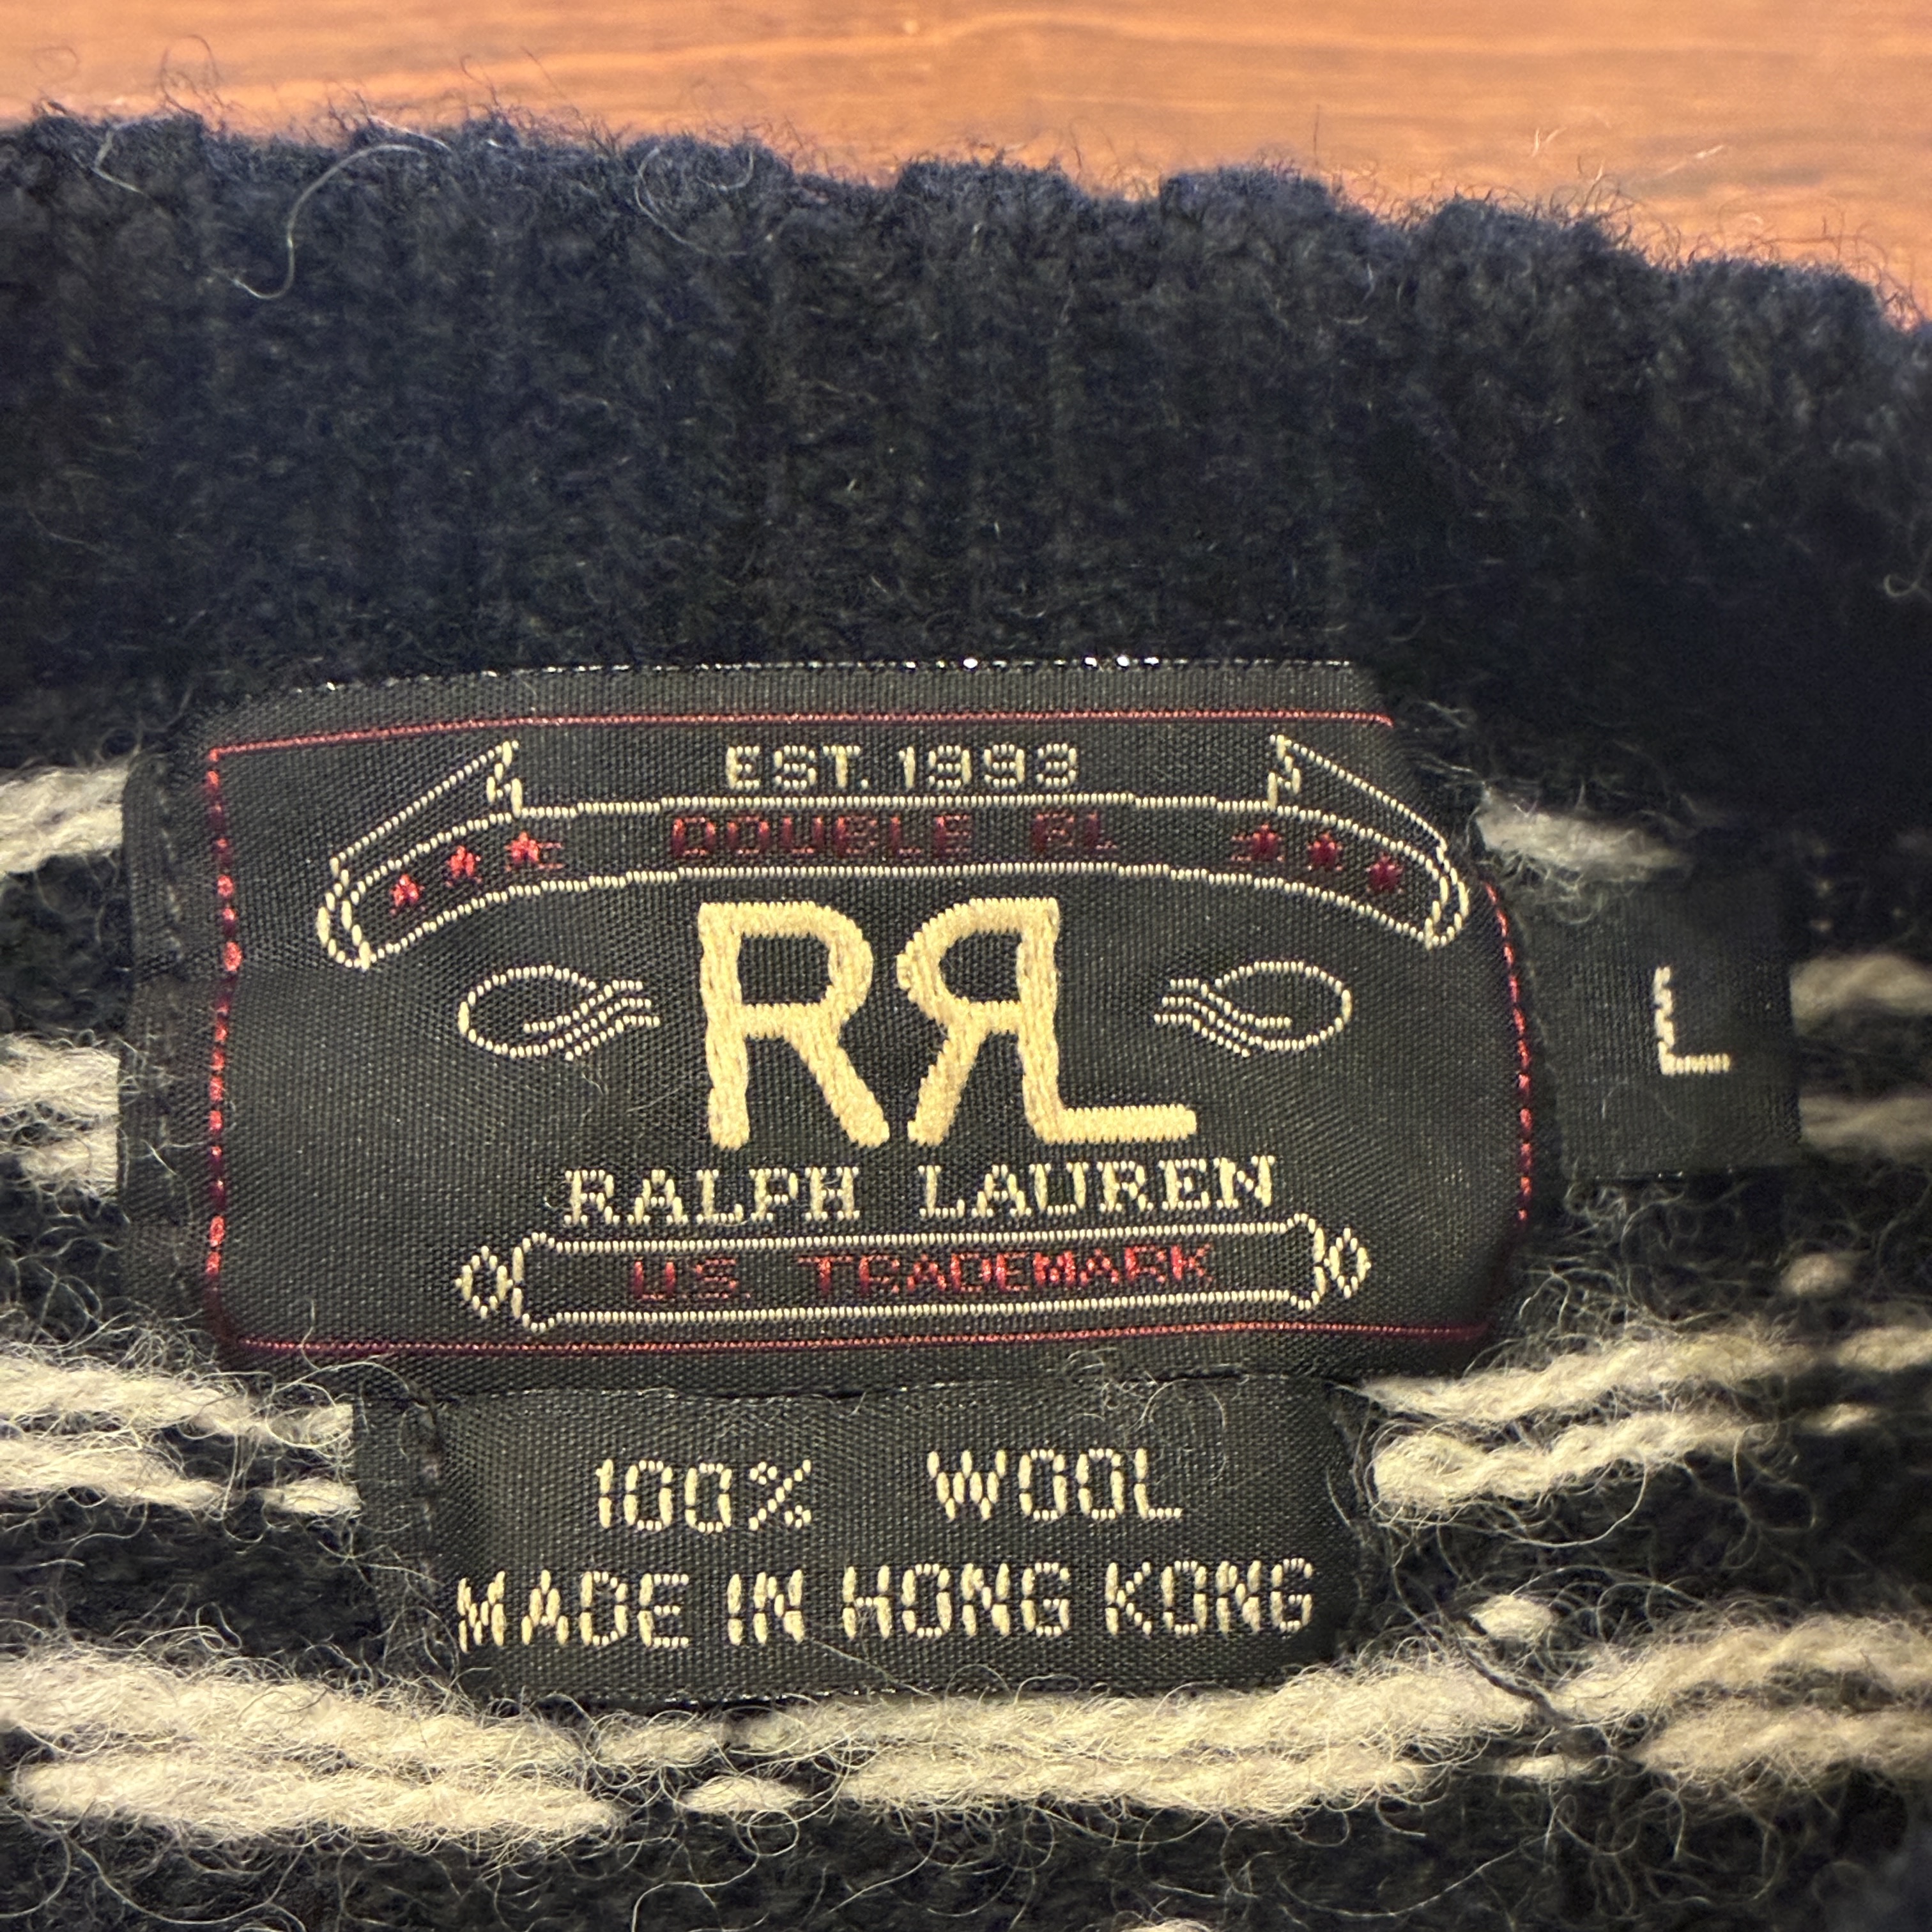 EST. 1993
DOUBLE RL
RRL
RALPH LAUREN
U.S. TRADEMARK
L
100% WOOL
MADE IN HONG KONG